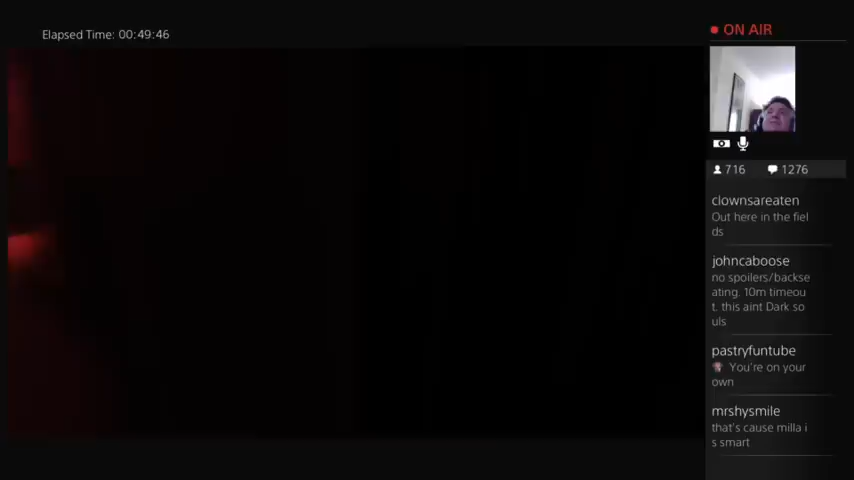 Elapsed Time: 00:49:46
ON AIR
716 1276
clownsareaten
Out here in the fiel
ds
johncaboose
no spoilers/backse
ating. 10m timeou
t. this aint Dark so
uls
pastryfuntube
You're on your
own
mrshysmile
that's cause milla i
s smart